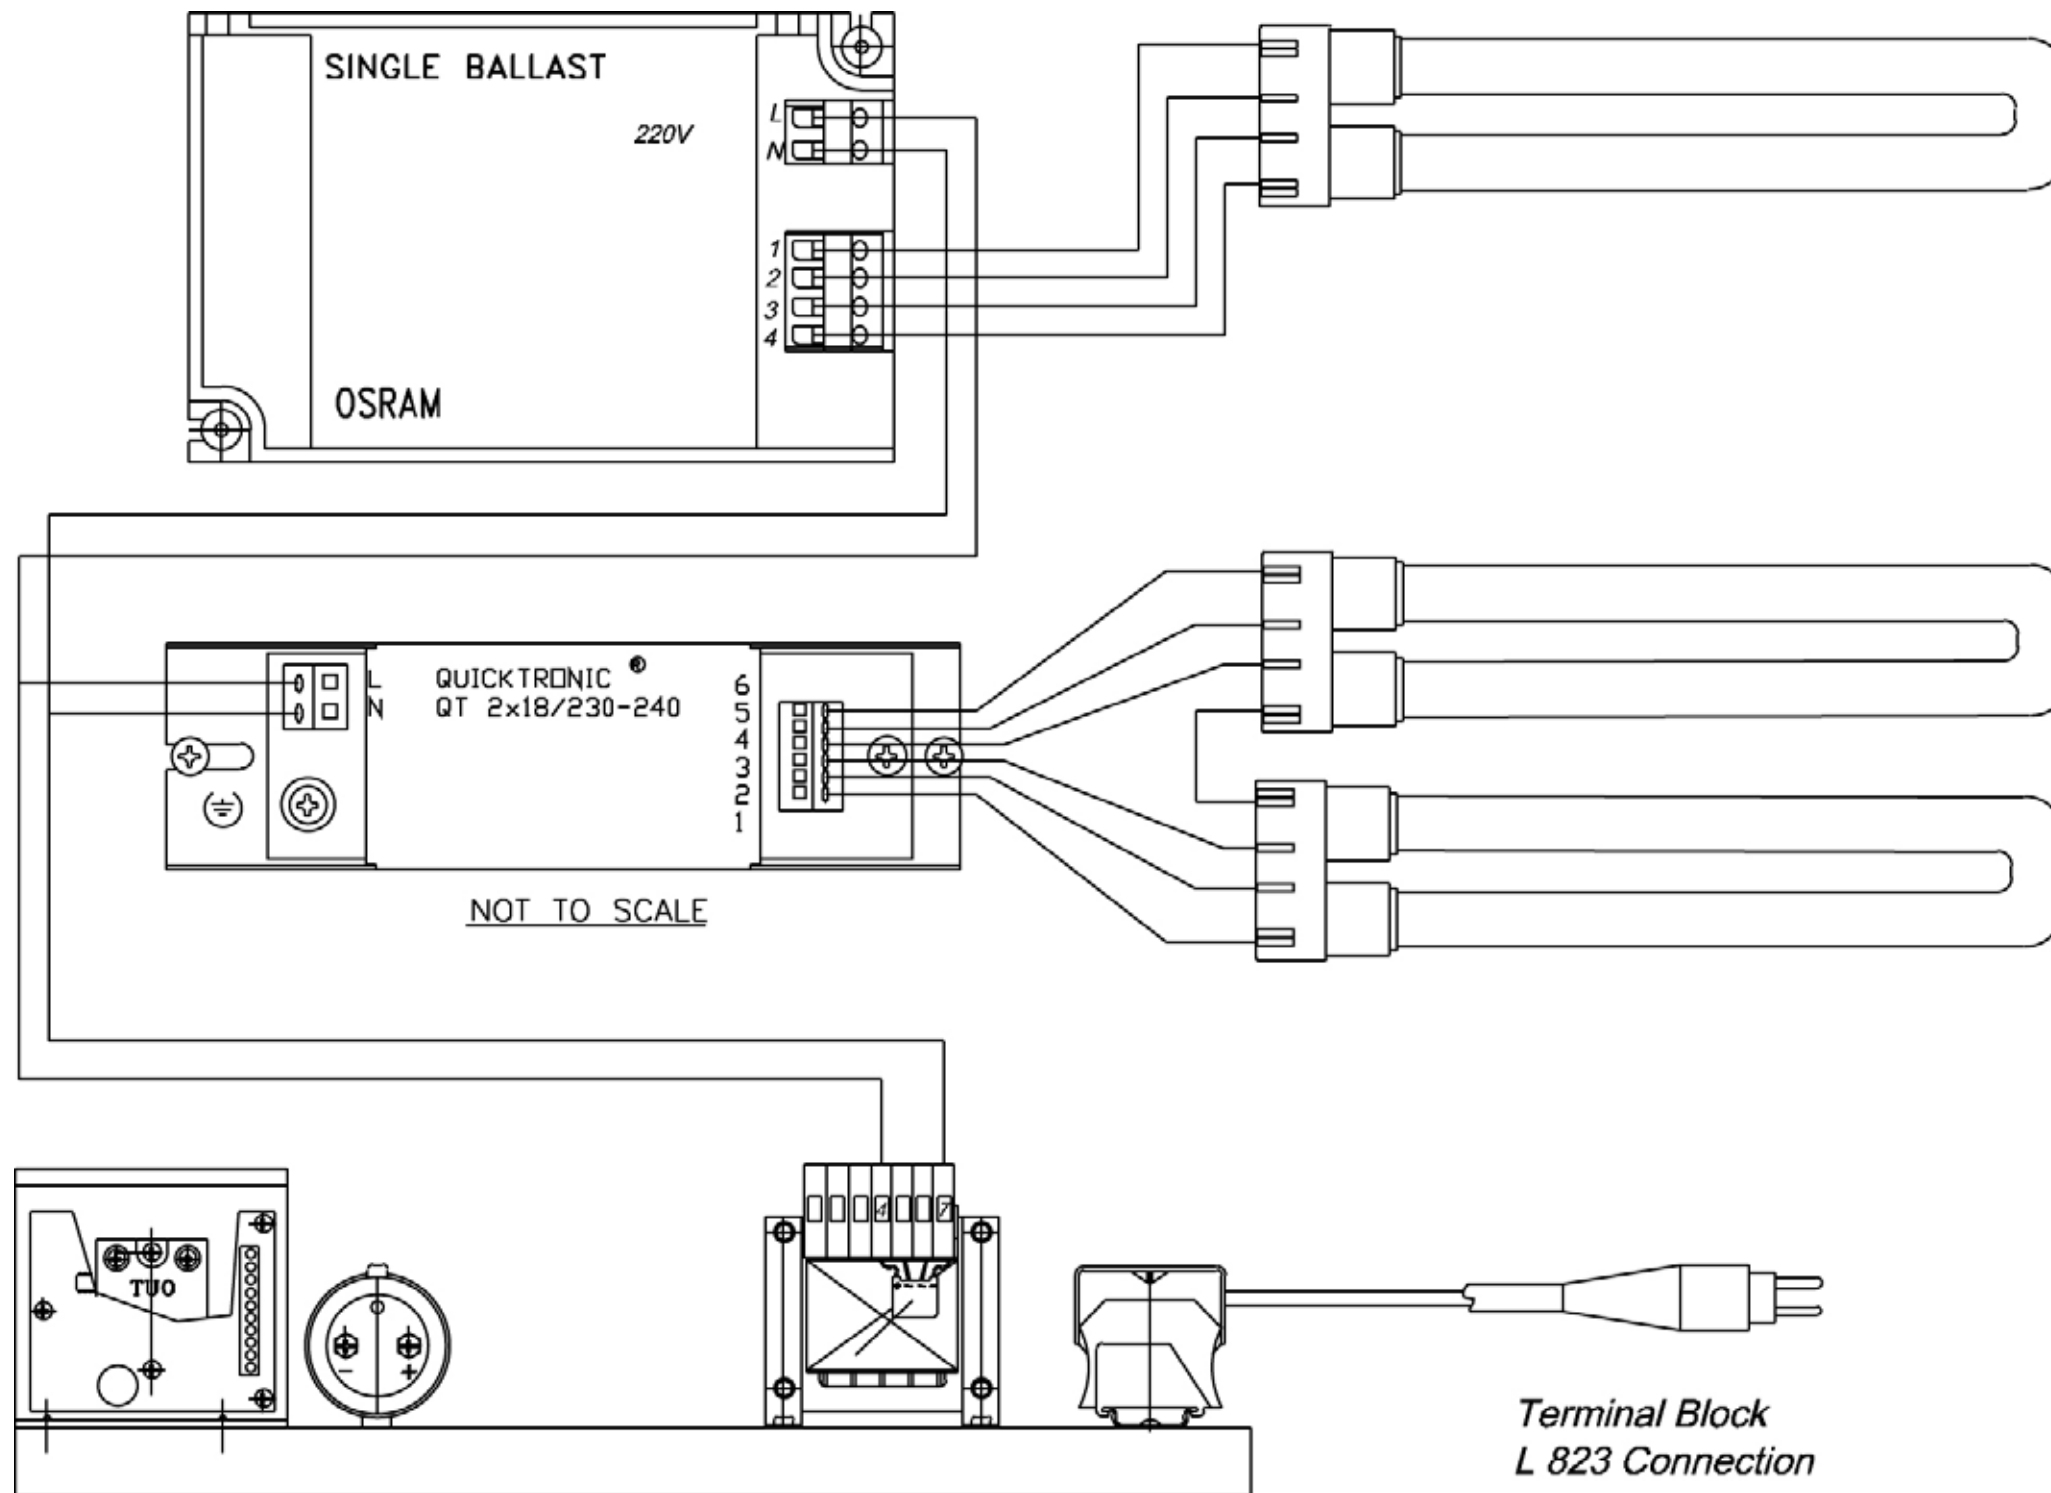 SINGLE BALLAST
220V
L
N
1
2
3
4
OSRAM
L
N
QUICKTRONIC ®
QT 2x18/230-240
6
5
4
3
2
1
NOT TO SCALE
4
7
TUO
-
+
Terminal Block
L 823 Connection